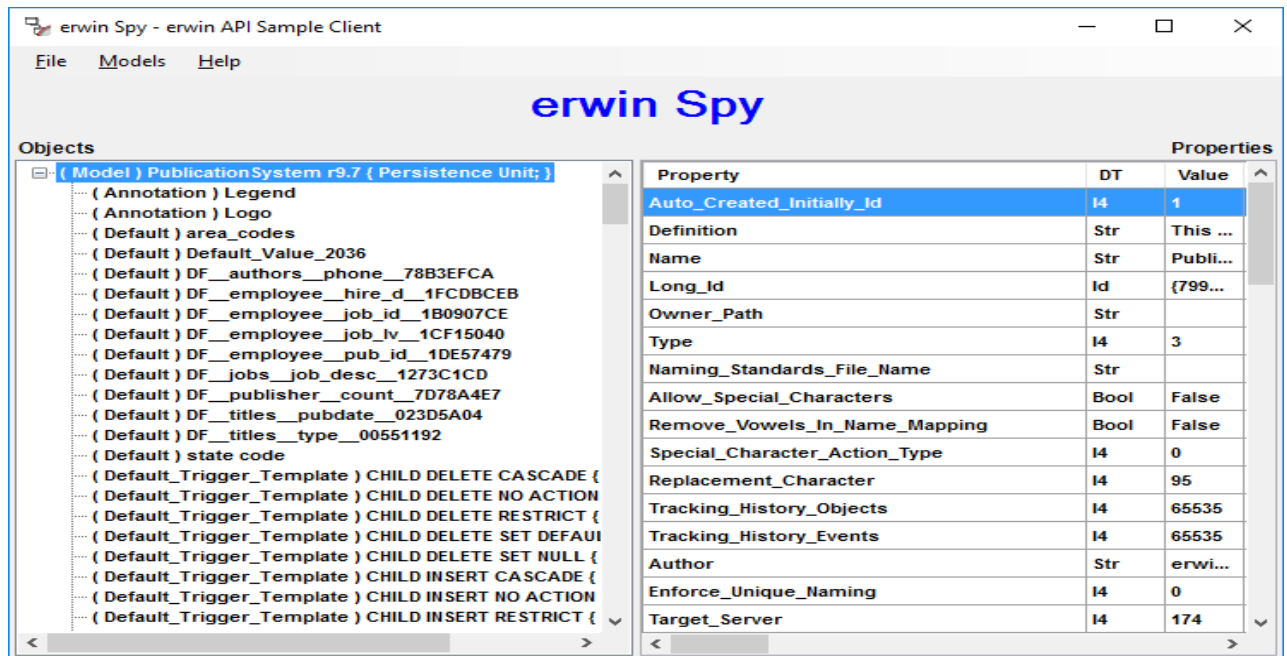 erwin Spy - erwin API Sample Client
File Models Help
erwin Spy
Objects
Properties
( Model ) PublicationSystem r9.7 { Persistence Unit; }
( Annotation ) Legend
( Annotation ) Logo
( Default ) area_codes
( Default ) Default_Value_2036
( Default ) DF__authors__phone__78B3EFCA
( Default ) DF__employee__hire_d__1FCDBCEB
( Default ) DF__employee__job_id__1B0907CE
( Default ) DF__employee__job_lv__1CF15040
( Default ) DF__employee__pub_id__1DE57479
( Default ) DF__jobs__job_desc__1273C1CD
( Default ) DF__publisher__count__7D78A4E7
( Default ) DF__titles__pubdate__023D5A04
( Default ) DF__titles__type__00551192
( Default ) state code
( Default_Trigger_Template ) CHILD DELETE CASCADE {
( Default_Trigger_Template ) CHILD DELETE NO ACTION
( Default_Trigger_Template ) CHILD DELETE RESTRICT {
( Default_Trigger_Template ) CHILD DELETE SET DEFAUL
( Default_Trigger_Template ) CHILD DELETE SET NULL {
( Default_Trigger_Template ) CHILD INSERT CASCADE {
( Default_Trigger_Template ) CHILD INSERT NO ACTION
( Default_Trigger_Template ) CHILD INSERT RESTRICT {
Property DT Value
Auto_Created_Initially_Id I4 1
Definition Str This ...
Name Str Publi...
Long_Id Id {799...
Owner_Path Str
Type I4 3
Naming_Standards_File_Name Str
Allow_Special_Characters Bool False
Remove_Vowels_In_Name_Mapping Bool False
Special_Character_Action_Type I4 0
Replacement_Character I4 95
Tracking_History_Objects I4 65535
Tracking_History_Events I4 65535
Author Str erwi...
Enforce_Unique_Naming I4 0
Target_Server I4 174